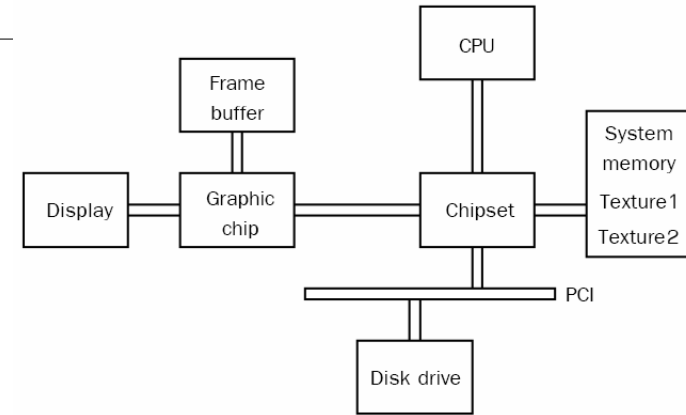 CPU
Frame
buffer
System
memory
Texture1
Texture2
Display
Graphic
chip
Chipset
PCI
Disk drive